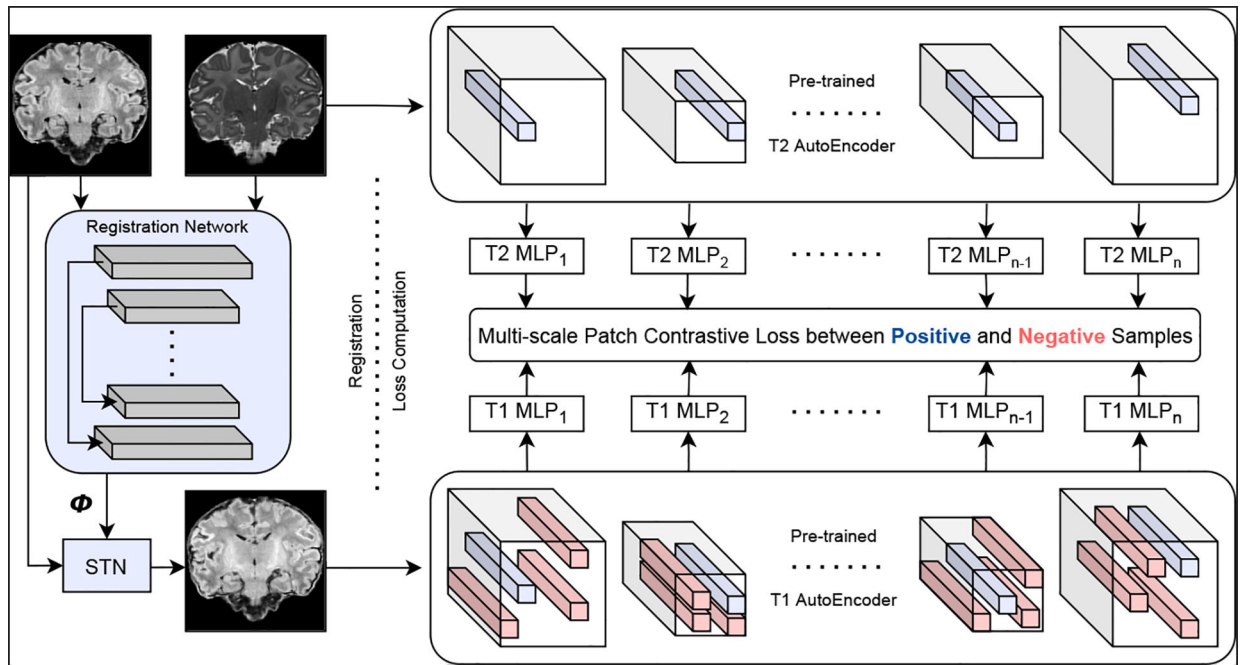 Pre-trained
. . . . . . .
T2 AutoEncoder
Registration Network
T2 MLP1
T2 MLP2
. . . . . . .
T2 MLPn-1
T2 MLPn
Registration
Loss Computation
Multi-scale Patch Contrastive Loss between Positive and Negative Samples
T1 MLP1
T1 MLP2
. . . . . . .
T1 MLPn-1
T1 MLPn
Φ
STN
Pre-trained
. . . . . . .
T1 AutoEncoder